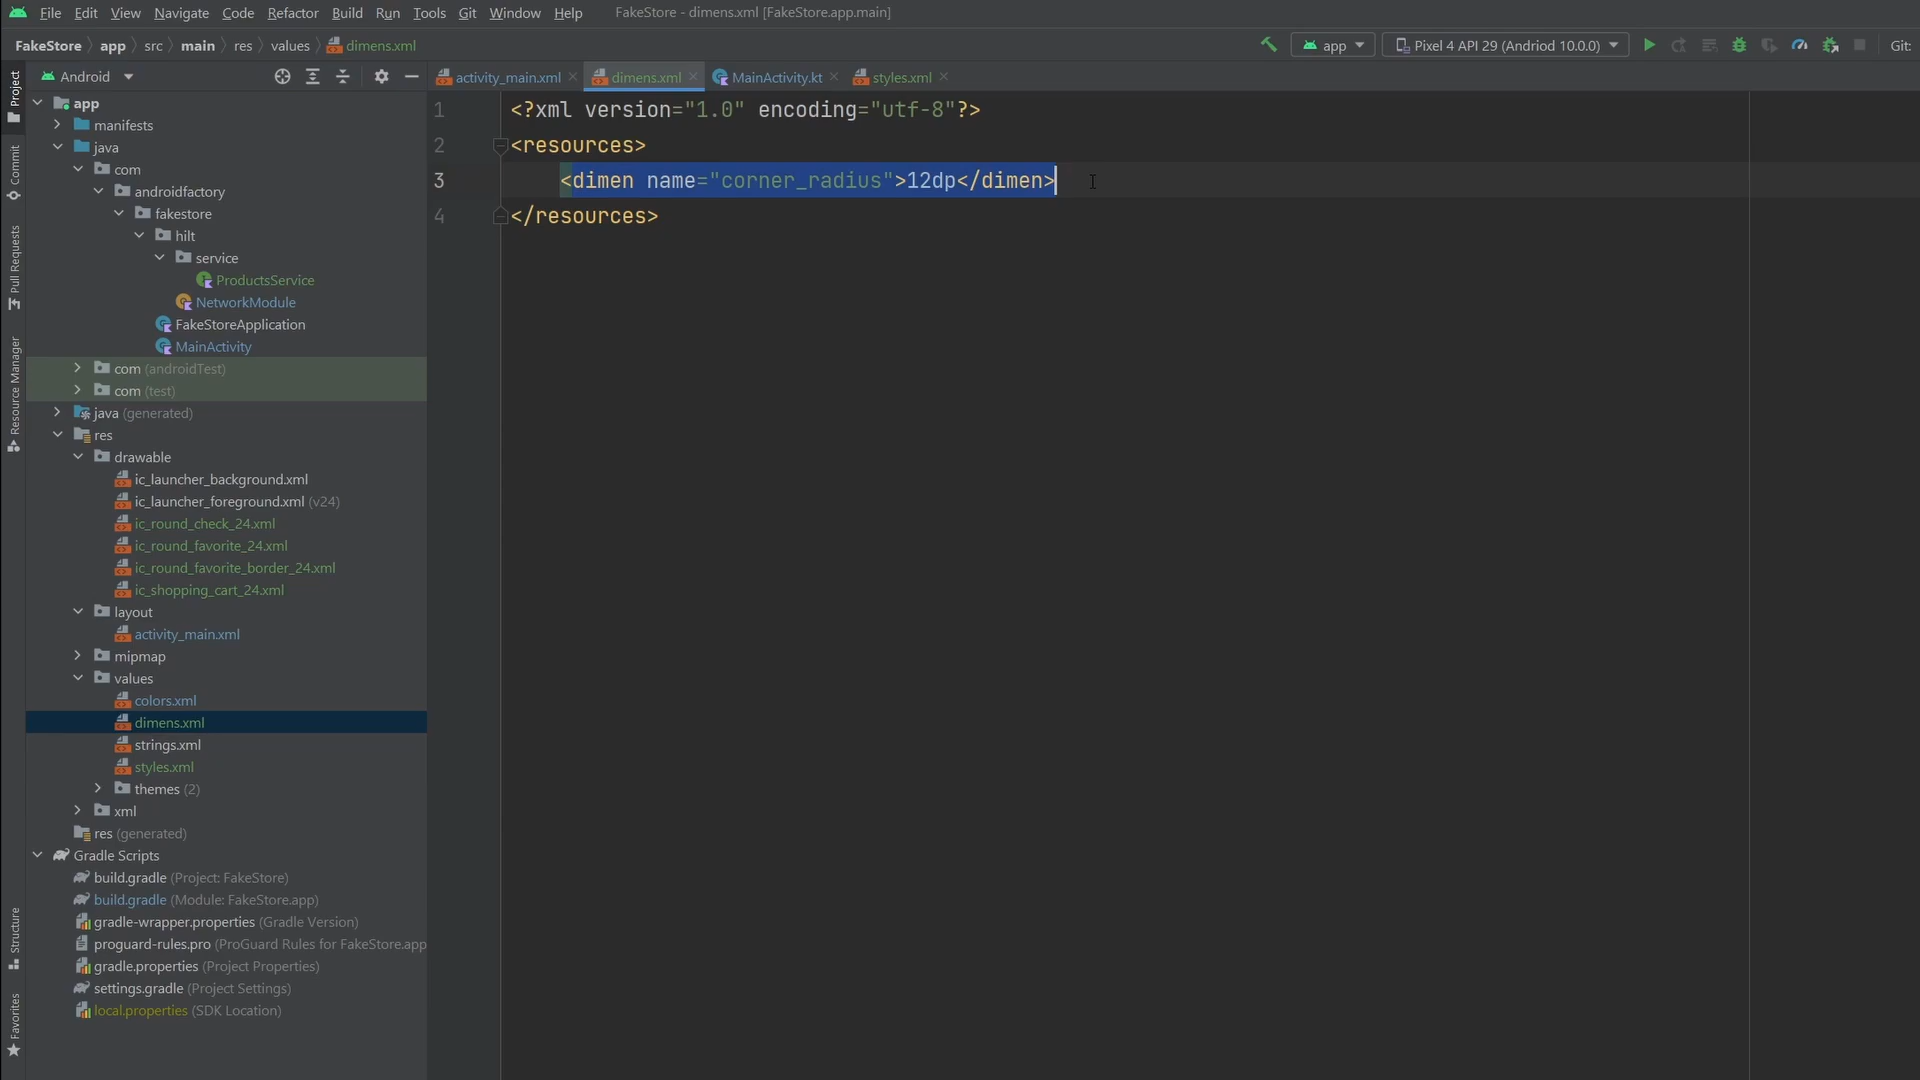 File Edit View Navigate Code Refactor Build Run Tools Git Window Help FakeStore - dimens.xml [FakeStore.app.main]
FakeStore app src main res values dimens.xml app Pixel 4 API 29 (Andriod 10.0.0) Git:
Android activity_main.xml dimens.xml MainActivity.kt styles.xml
Project
Commit
Pull Requests
Resource Manager
Structure
Favorites
app
manifests
java
com
androidfactory
fakestore
hilt
service
ProductsService
NetworkModule
FakeStoreApplication
MainActivity
com (androidTest)
com (test)
java (generated)
res
drawable
ic_launcher_background.xml
ic_launcher_foreground.xml (v24)
ic_round_check_24.xml
ic_round_favorite_24.xml
ic_round_favorite_border_24.xml
ic_shopping_cart_24.xml
layout
activity_main.xml
mipmap
values
colors.xml
dimens.xml
strings.xml
styles.xml
themes (2)
xml
res (generated)
Gradle Scripts
build.gradle (Project: FakeStore)
build.gradle (Module: FakeStore.app)
gradle-wrapper.properties (Gradle Version)
proguard-rules.pro (ProGuard Rules for FakeStore.app
gradle.properties (Project Properties)
settings.gradle (Project Settings)
local.properties (SDK Location)
1 <?xml version="1.0" encoding="utf-8"?>
2 <resources>
3 <dimen name="corner_radius">12dp</dimen>
4 </resources>